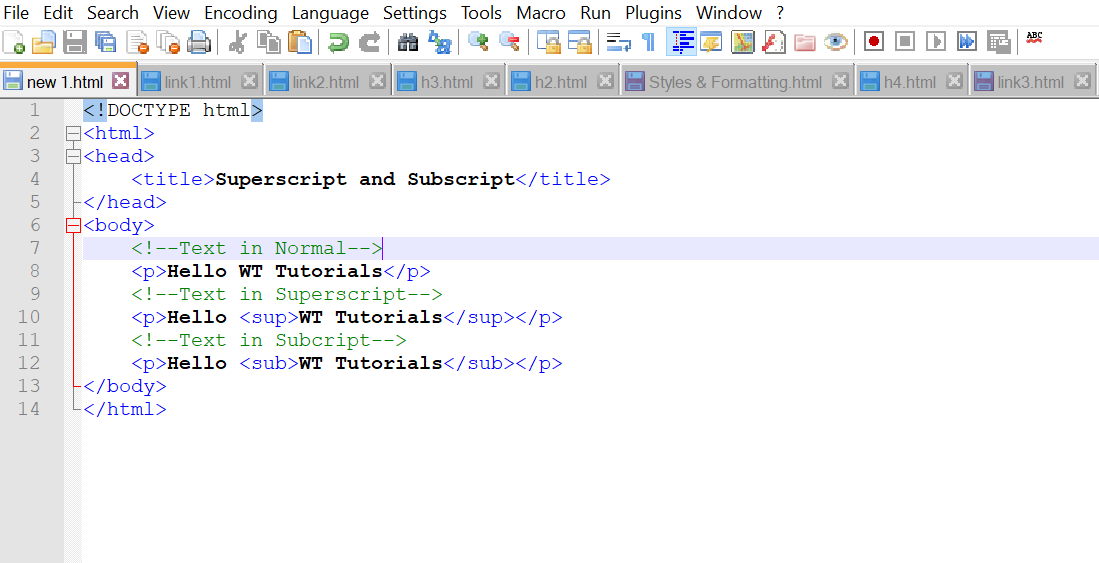 File Edit Search View Encoding Language Settings Tools Macro Run Plugins Window ?
ABC
new 1.html link1.html link2.html h3.html h2.html Styles & Formatting.html h4.html link3.html
1 <!DOCTYPE html>
2 <html>
3 <head>
4 <title>Superscript and Subscript</title>
5 </head>
6 <body>
7 <!--Text in Normal-->
8 <p>Hello WT Tutorials</p>
9 <!--Text in Superscript-->
10 <p>Hello <sup>WT Tutorials</sup></p>
11 <!--Text in Subcript-->
12 <p>Hello <sub>WT Tutorials</sub></p>
13 </body>
14 </html>